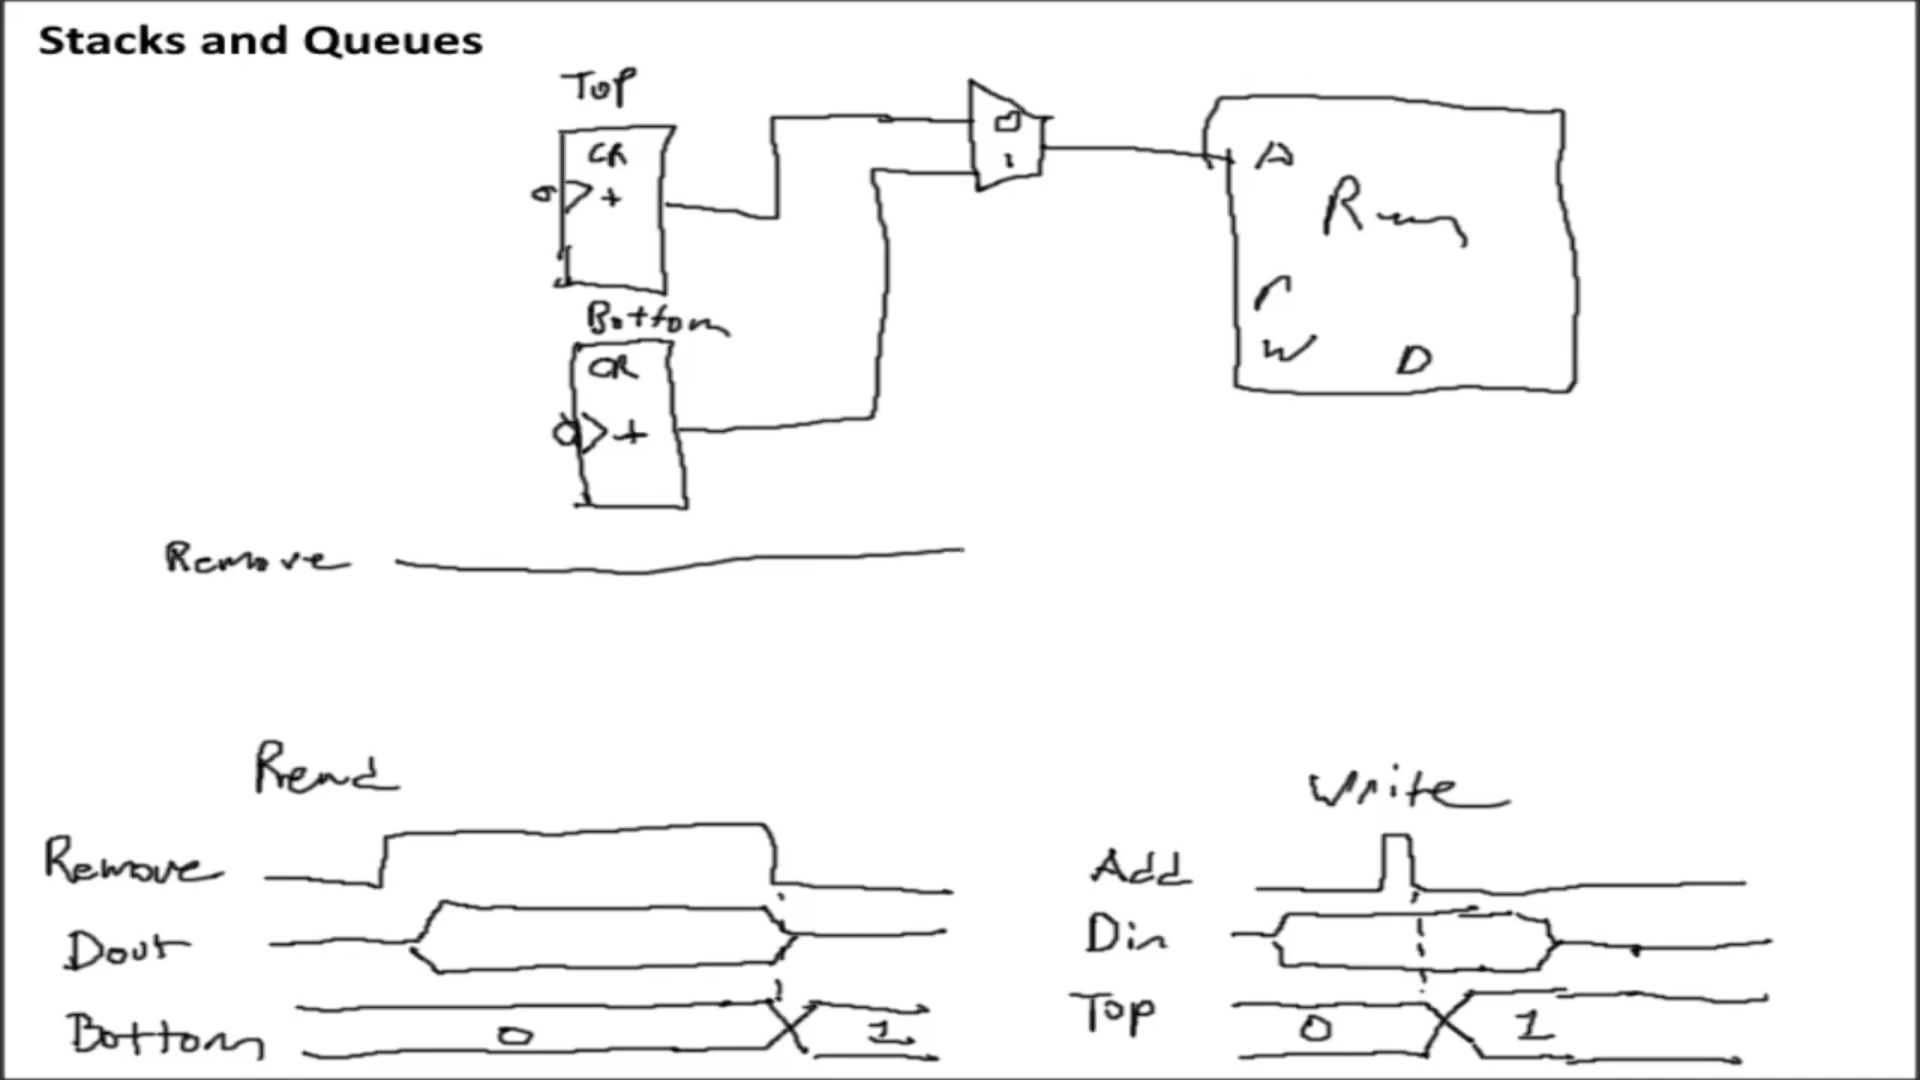 Stacks and Queues
Top
CR
+
0
1
A
Ram
r
W D
Bottom
CR
+
Remove
Read
Remove
Dout
Bottom 0 1
Write
Add
Din
Top 0 1